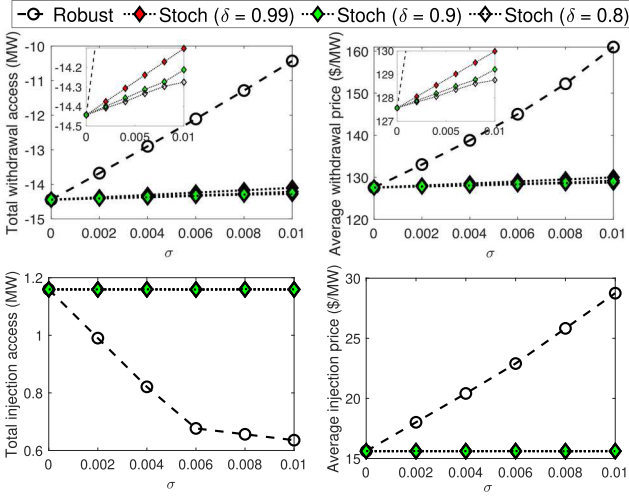 Robust Stoch (δ = 0.99) Stoch (δ = 0.9) Stoch (δ = 0.8)
Total withdrawal access (MW)
-10
-11
-12
-13
-14
-15
-14.2
-14.3
-14.4
-14.5
0 0.005 0.01
0 0.002 0.004 0.006 0.008 0.01
σ
Average withdrawal price ($/MW)
160
150
140
130
120
130
129
128
127
0 0.005 0.01
0 0.002 0.004 0.006 0.008 0.01
σ
Total injection access (MW)
1.2
1
0.8
0.6
0 0.002 0.004 0.006 0.008 0.01
σ
Average injection price ($/MW)
30
25
20
15
0 0.002 0.004 0.006 0.008 0.01
σ